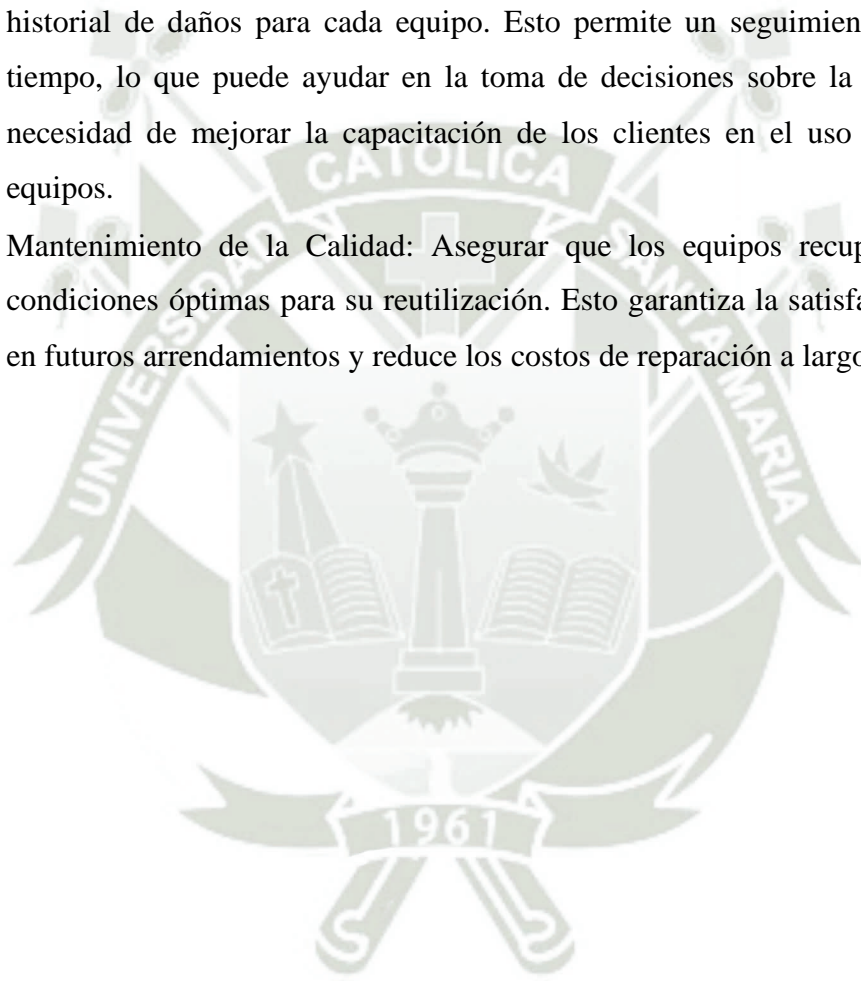 historial de daños para cada equipo. Esto permite un seguimien
tiempo, lo que puede ayudar en la toma de decisiones sobre la
necesidad de mejorar la capacitación de los clientes en el uso
equipos.
Mantenimiento de la Calidad: Asegurar que los equipos recup
condiciones óptimas para su reutilización. Esto garantiza la satisfa
en futuros arrendamientos y reduce los costos de reparación a largo
UNIVERSIDAD CATOLICA SANTA MARIA
1961